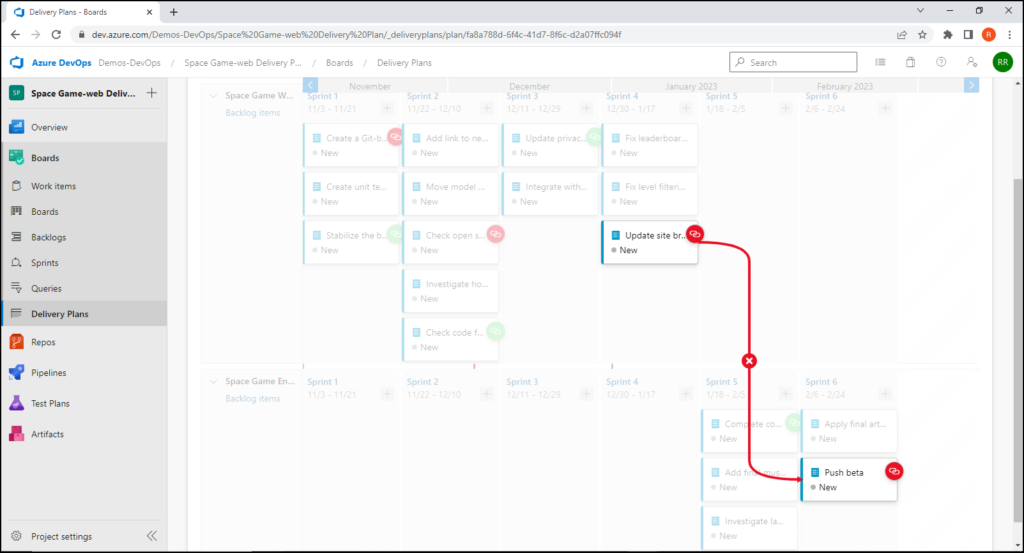 Delivery Plans - Boards
dev.azure.com/Demos-DevOps/Space%20Game-web%20Delivery%20Plan/_deliveryplans/plan/fa8a788d-6f4c-41d7-8f6c-d2a07ffc094f
R
Azure DevOps Demos-DevOps / Space Game-web Delivery P... / Boards / Delivery Plans
Search
RR
SP Space Game-web Deliv...
Overview
Boards
Work items
Boards
Backlogs
Sprints
Queries
Delivery Plans
Repos
Pipelines
Test Plans
Artifacts
Project settings
November December January 2023 February 2023
Space Game W... Sprint 1 Sprint 2 Sprint 3 Sprint 4 Sprint 5 Sprint 6
Backlog items 11/3 - 11/21 11/22 - 12/10 12/11 - 12/29 12/30 - 1/17 1/18 - 2/5 2/6 - 2/24
Create a Git-b... Add link to ne... Update privac... Fix leaderboar...
New New New New
Create unit te... Move model ... Integrate with... Fix level filterin...
New New New New
Stabilize the b... Check open s... Update site br...
New New New
Investigate ho...
New
Check code f...
New
Space Game En... Sprint 1 Sprint 2 Sprint 3 Sprint 4 Sprint 5 Sprint 6
Backlog items 11/3 - 11/21 11/22 - 12/10 12/11 - 12/29 12/30 - 1/17 1/18 - 2/5 2/6 - 2/24
Complete co... Apply final art...
New New
Add final mus... Push beta
New New
Investigate la...
New